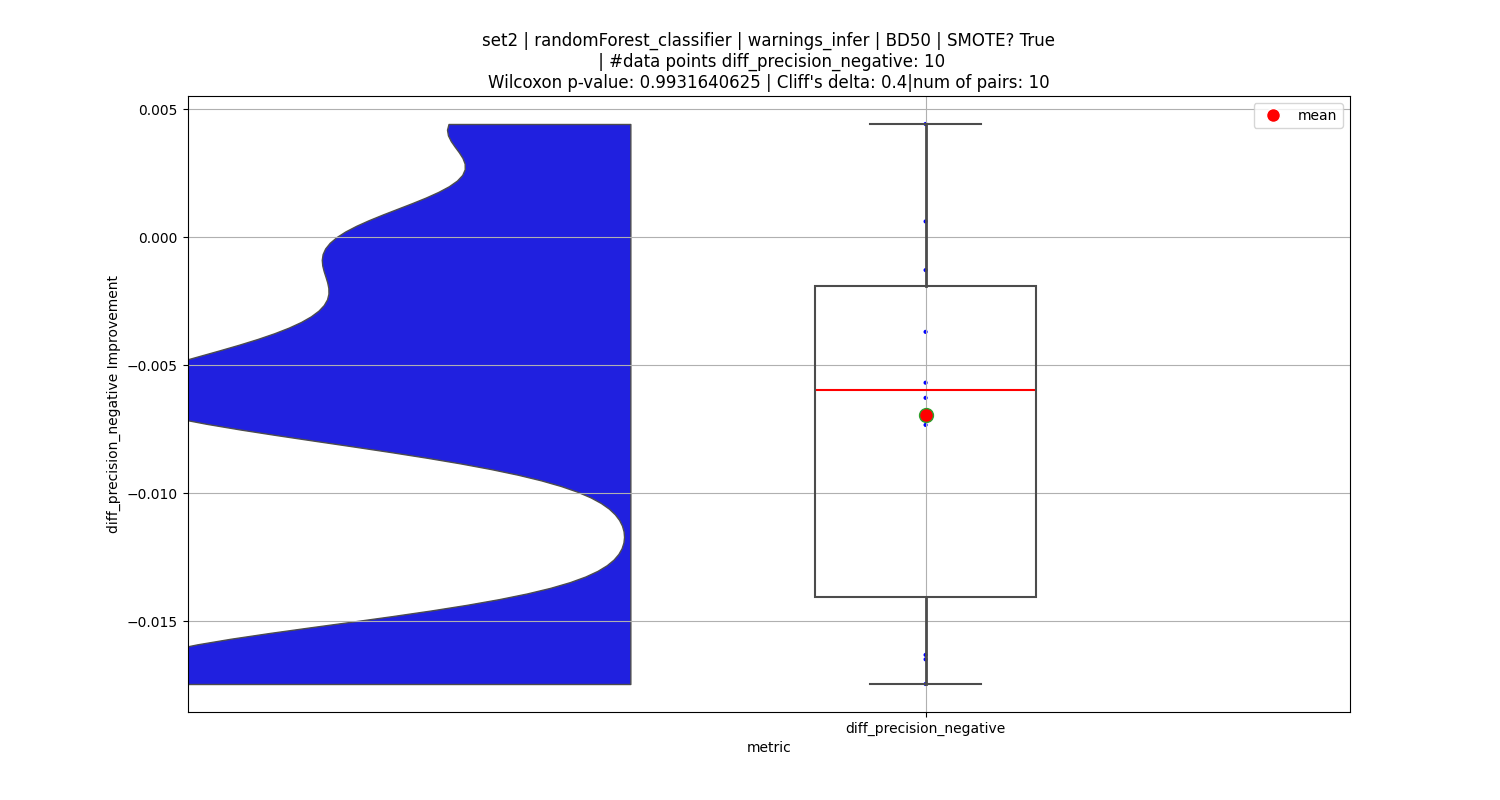 set2 | randomForest_classifier | warnings_infer | BD50 | SMOTE? True
| #data points diff_precision_negative: 10
Wilcoxon p-value: 0.9931640625 | Cliff's delta: 0.4|num of pairs: 10
mean
0.005
0.000
−0.005
−0.010
−0.015
diff_precision_negative Improvement
diff_precision_negative
metric